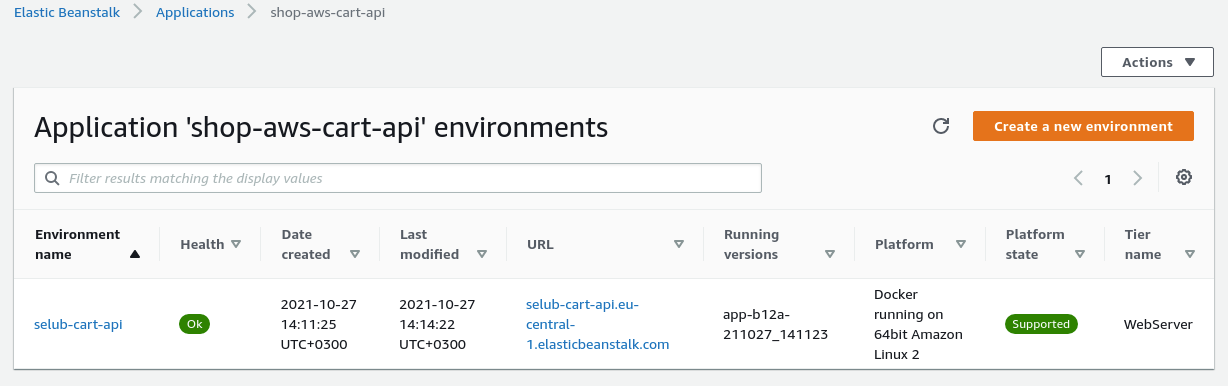 Elastic Beanstalk > Applications > shop-aws-cart-api
Actions
Application 'shop-aws-cart-api' environments
Create a new environment
Filter results matching the display values
1
Environment name
Health
Date created
Last modified
URL
Running versions
Platform
Platform state
Tier name
selub-cart-api
Ok
2021-10-27
14:11:25
UTC+0300
2021-10-27
14:14:22
UTC+0300
selub-cart-api.eu-
central-
1.elasticbeanstalk.com
app-b12a-
211027_141123
Docker
running on
64bit Amazon
Linux 2
Supported
WebServer